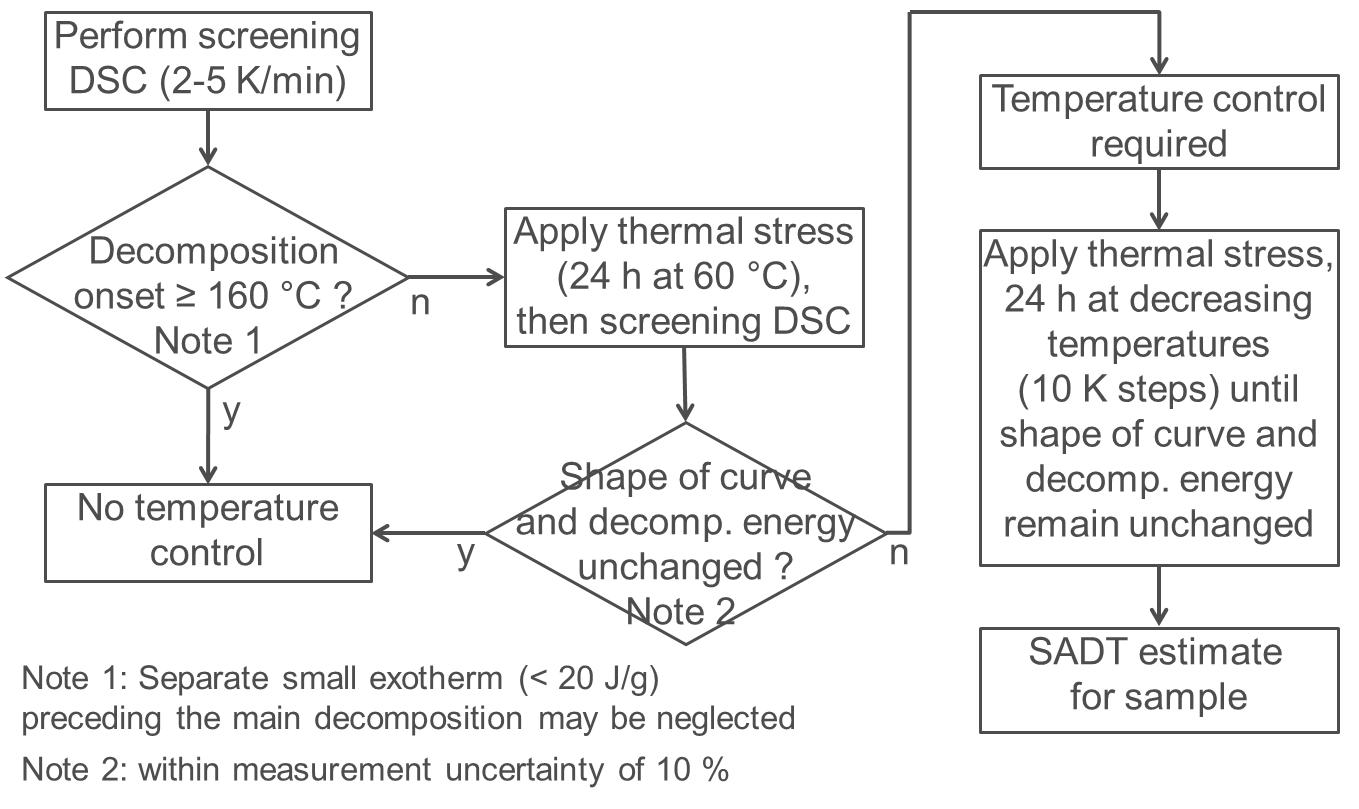 Perform screening
DSC (2-5 K/min)
Decomposition
onset ≥ 160 °C ?
Note 1
n
y
Apply thermal stress
(24 h at 60 °C),
then screening DSC
Shape of curve
and decomp. energy
unchanged ?
Note 2
y
n
No temperature
control
Temperature control
required
Apply thermal stress,
24 h at decreasing
temperatures
(10 K steps) until
shape of curve and
decomp. energy
remain unchanged
SADT estimate
for sample
Note 1: Separate small exotherm (< 20 J/g)
preceding the main decomposition may be neglected
Note 2: within measurement uncertainty of 10 %